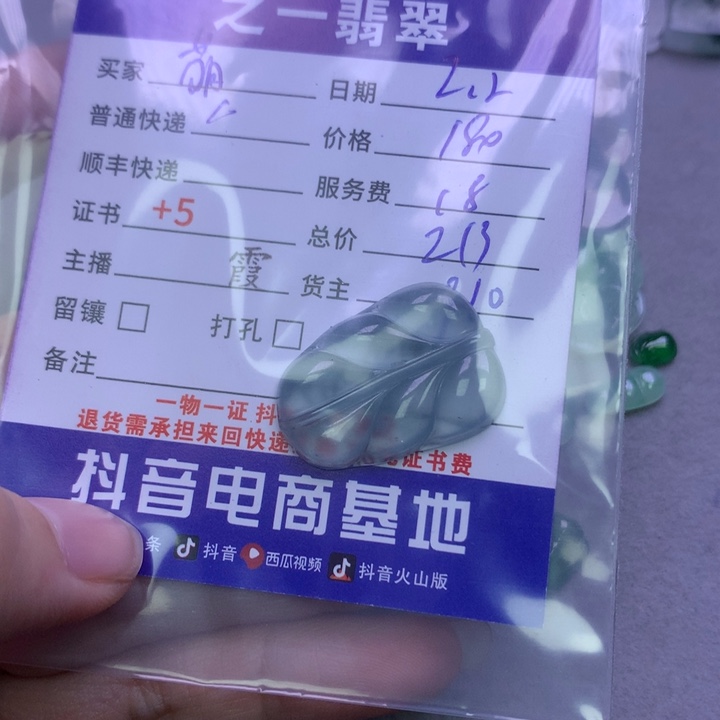 之一翡翠
买家 萌 日期 2.2
普通快递 价格 180
顺丰快递 服务费 18
证书 +5 总价 213
主播 霞 货主 210
留镶 打孔
备注
一物一证 抖
退货需承担来回快递 证书费
抖音电商基地
条 抖音 西瓜视频 抖音火山版